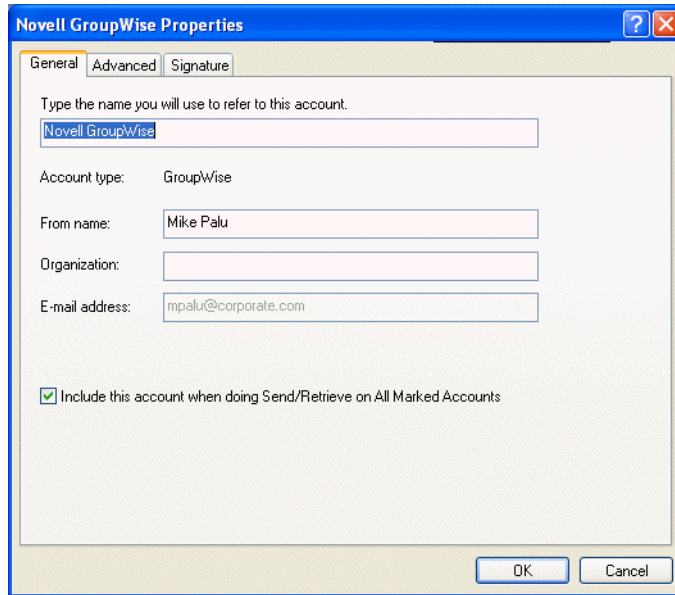 Novell GroupWise Properties
General Advanced Signature
Type the name you will use to refer to this account.
Novell GroupWise
Account type: GroupWise
From name: Mike Palu
Organization:
E-mail address: mpalu@corporate.com
Include this account when doing Send/Retrieve on All Marked Accounts
OK Cancel